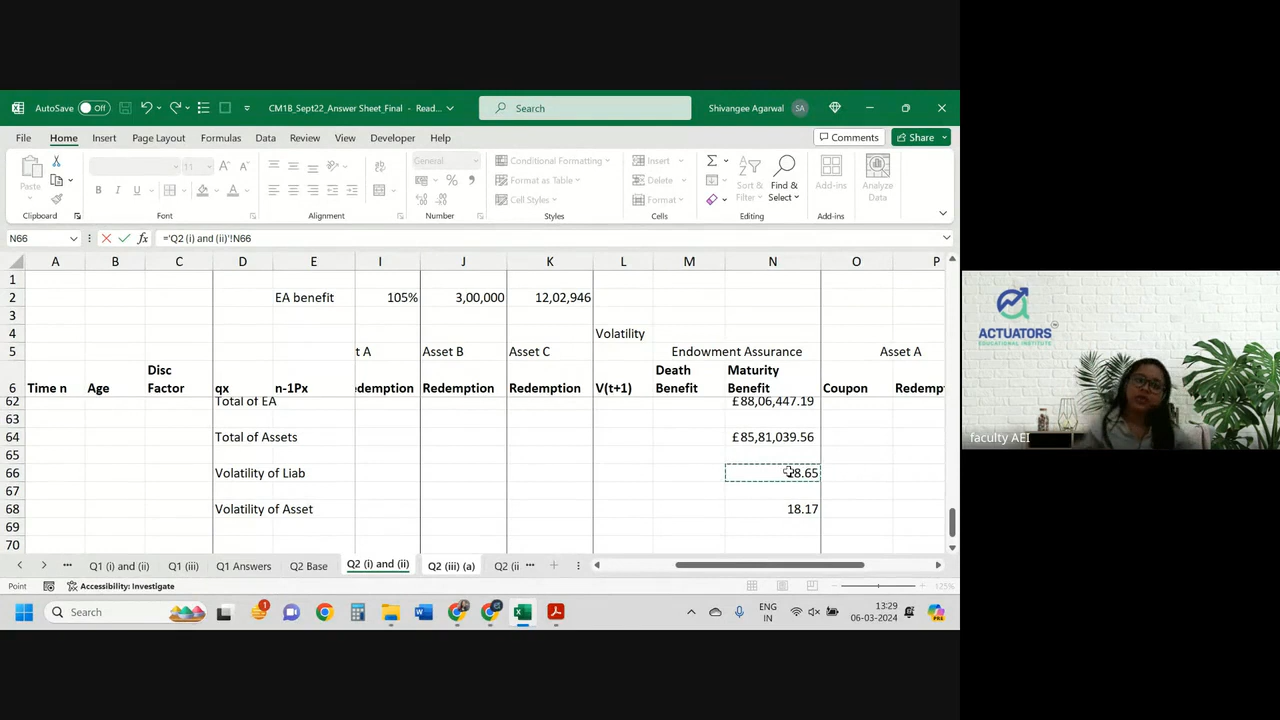 AutoSave Off CM1B_Sept22_Answer Sheet_Final - Read... Search Shivangee Agarwal SA
File Home Insert Page Layout Formulas Data Review View Developer Help Comments Share
Paste 11 A A General Conditional Formatting Insert Sort & Find & Add-ins Analyze
B I U A % Format as Table Delete Filter Select Data
Cell Styles Format
Clipboard Font Alignment Number Styles Cells Editing Add-ins
N66 fx ='Q2 (i) and (ii)'!N66
A B C D E I J K L M N O P
1
2 EA benefit 105% 3,00,000 12,02,946
3
4 Volatility
5 t A Asset B Asset C Endowment Assurance Asset A
Disc Death Maturity
6 Time n Age Factor qx n-1Px demption Redemption Redemption V(t+1) Benefit Benefit Coupon Redemp
62 Total of EA £88,06,447.19
63
64 Total of Assets £85,81,039.56
65
66 Volatility of Liab 8.65
67
68 Volatility of Asset 18.17
69
70
... Q1 (i) and (ii) Q1 (iii) Q1 Answers Q2 Base Q2 (i) and (ii) Q2 (iii) (a) Q2 (ii ...
Point Accessibility: Investigate 125%
Search 1 ENG IN 13:29 06-03-2024
ACTUATORS
EDUCATIONAL INSTITUTE
faculty AEI